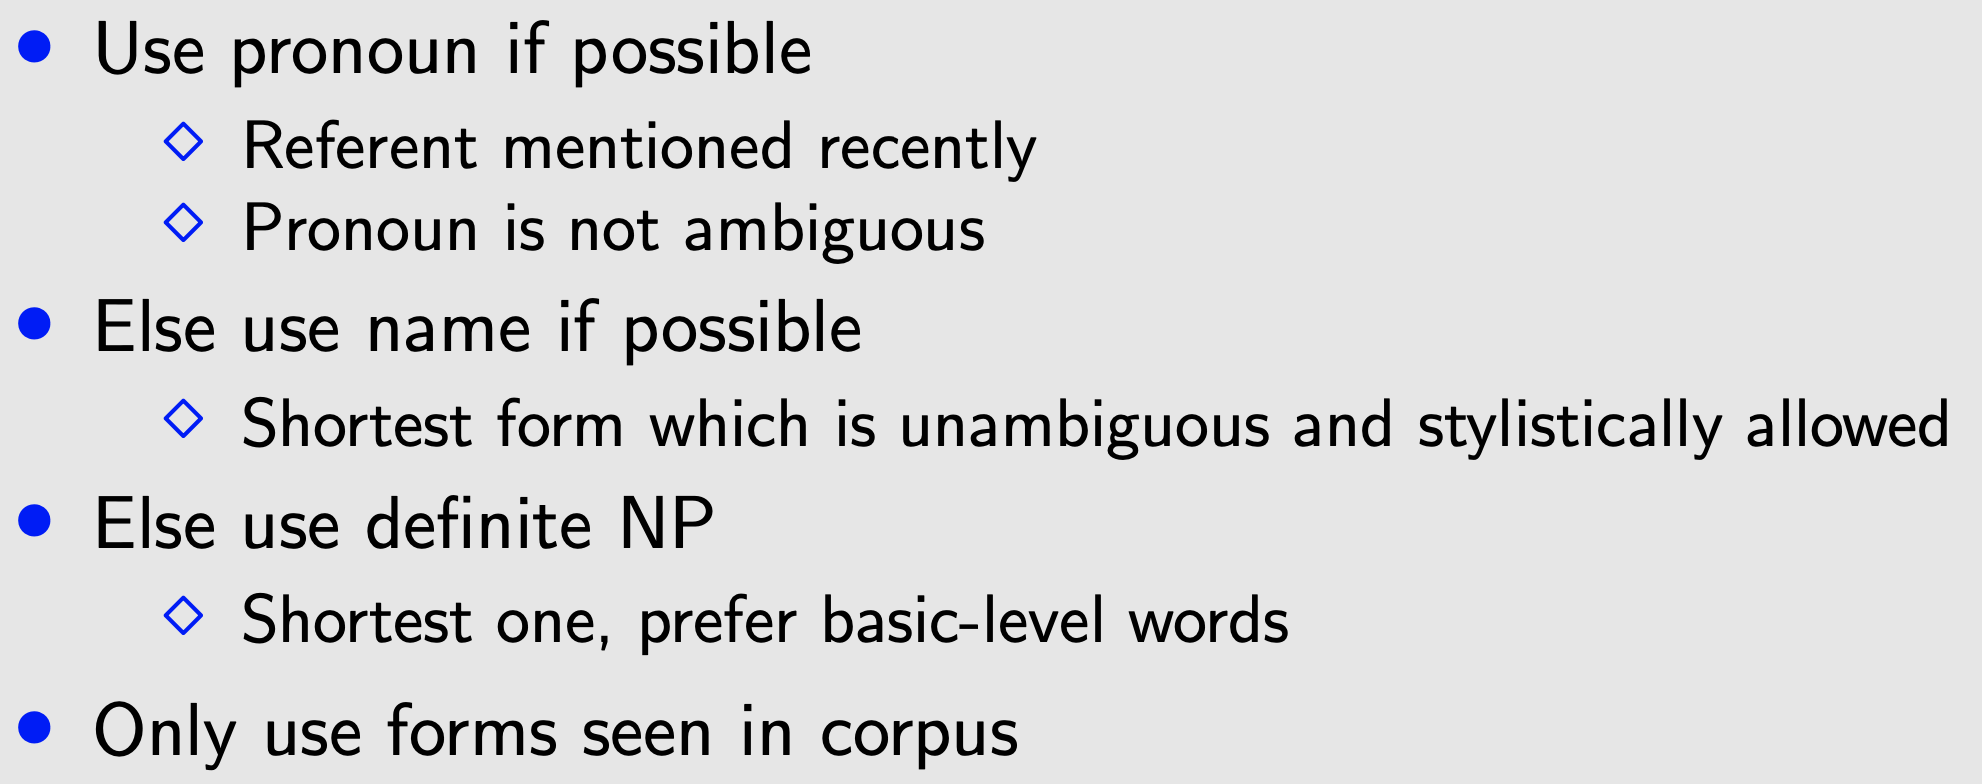 ● Use pronoun if possible
◇ Referent mentioned recently
◇ Pronoun is not ambiguous
● Else use name if possible
◇ Shortest form which is unambiguous and stylistically allowed
● Else use definite NP
◇ Shortest one, prefer basic-level words
● Only use forms seen in corpus